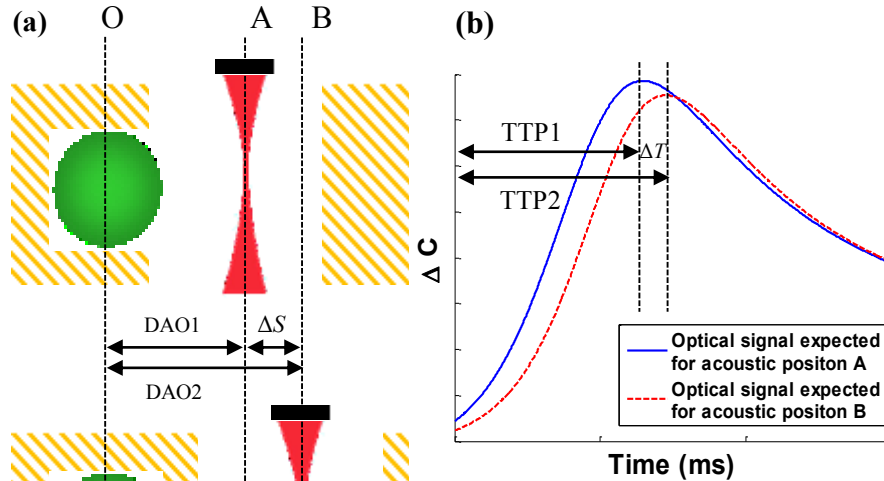 (a)
O A B
DAO1
ΔS
DAO2
(b)
TTP1
ΔT
TTP2
Δ C
Optical signal expected
for acoustic positon A
Optical signal expected
for acoustic positon B
Time (ms)